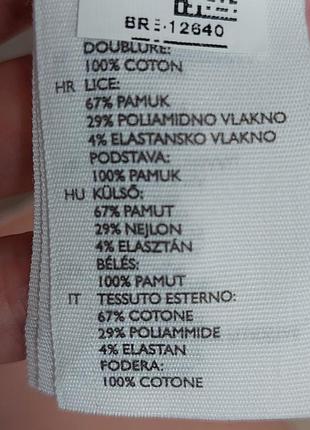 BRE-12640
DOUBLURE:
100% COTON
HR LICE:
67% PAMUK
29% POLIAMIDNO VLAKNO
4% ELASTANSKO VLAKNO
PODSTAVA:
100% PAMUK
HU KÜLSŐ:
67% PAMUT
29% NEJLON
4% ELASZTÁN
BÉLÉS:
100% PAMUT
IT TESSUTO ESTERNO:
67% COTONE
29% POLIAMMIDE
4% ELASTAN
FODERA:
100% COTONE